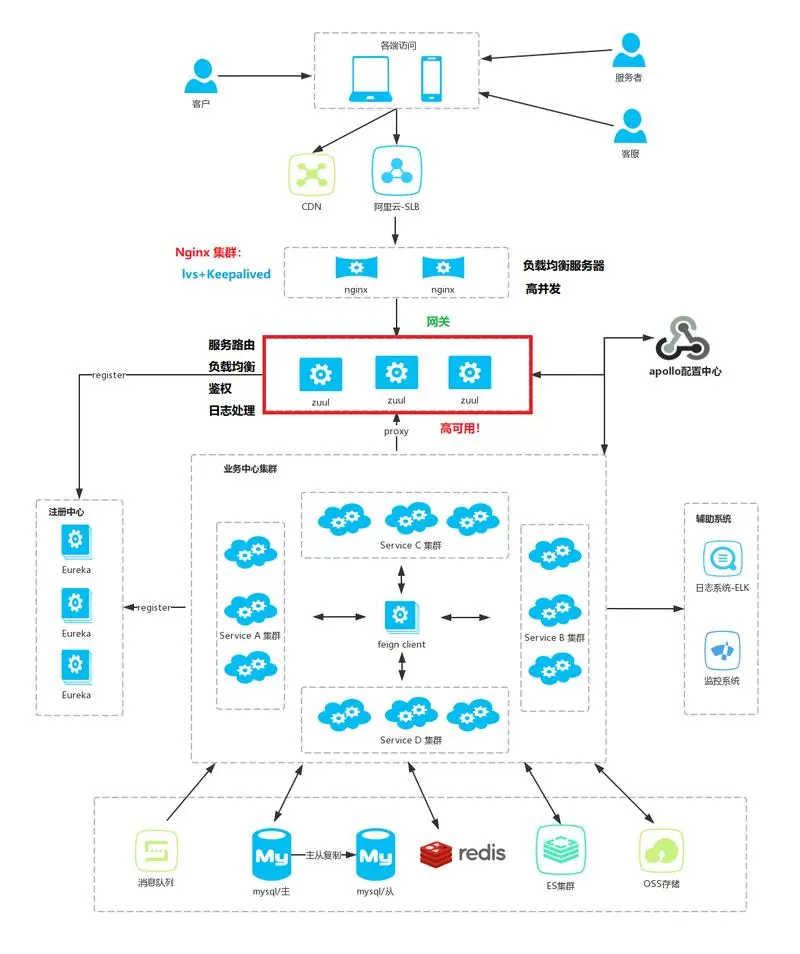 各端访问
客户
服务者
客服
CDN
阿里云-SLB
Nginx 集群：
lvs+Keepalived
nginx
nginx
负载均衡服务器
高并发
网关
服务路由
负载均衡
鉴权
日志处理
zuul
zuul
zuul
apollo配置中心
register
proxy
高可用！
业务中心集群
注册中心
Eureka
Eureka
Eureka
register
Service C 集群
Service A 集群
feign client
Service B 集群
Service D 集群
辅助系统
日志系统-ELK
监控系统
消息队列
My
mysql/主
主从复制
My
mysql/从
redis
ES集群
OSS存储